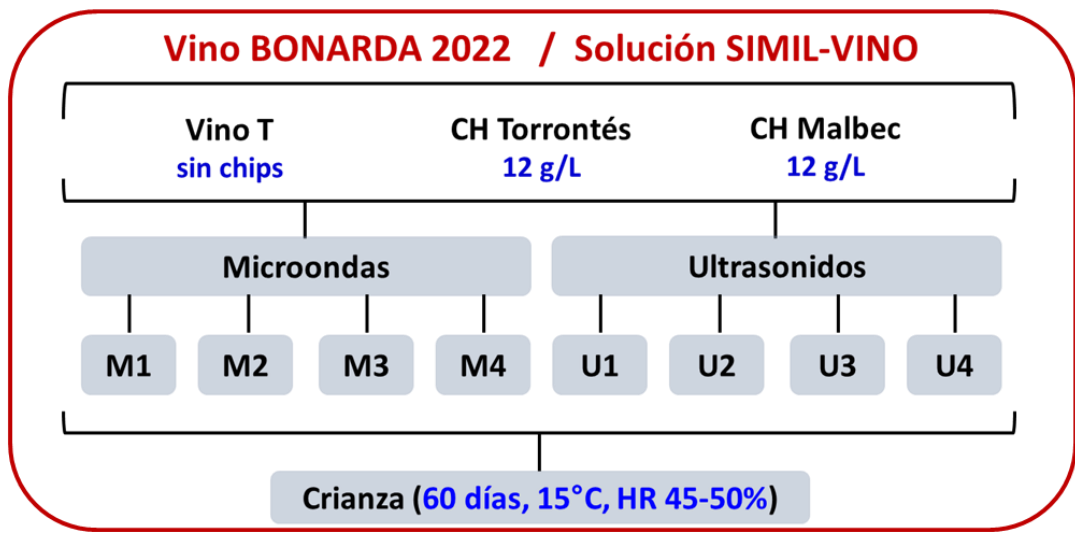 Vino BONARDA 2022 / Solución SIMIL-VINO
Vino T
sin chips
CH Torrontés
12 g/L
CH Malbec
12 g/L
Microondas
Ultrasonidos
M1
M2
M3
M4
U1
U2
U3
U4
Crianza (60 días, 15°C, HR 45-50%)